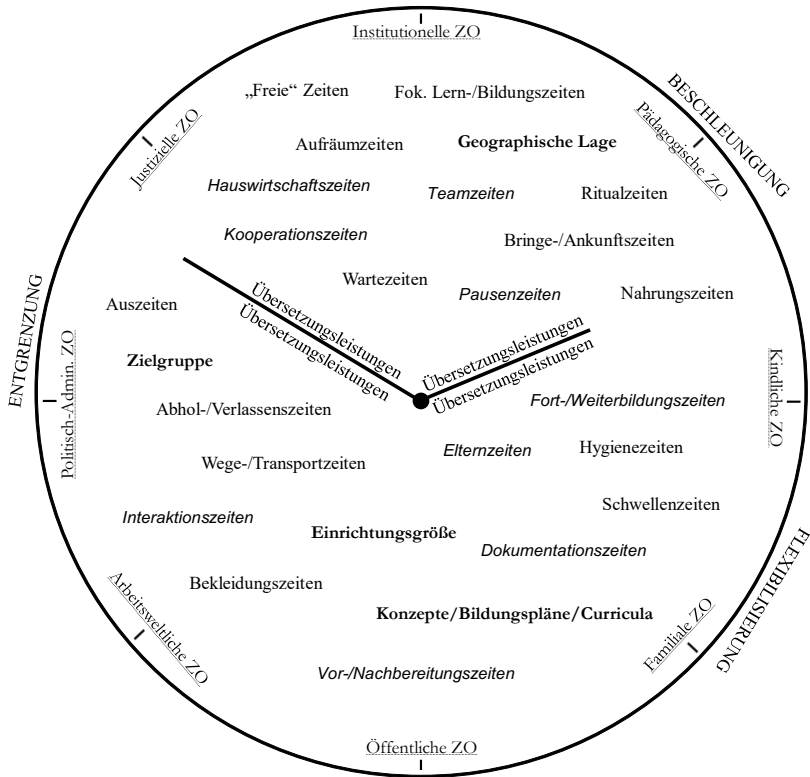 Institutionelle ZO
„Freie“ Zeiten
Fok. Lern-/Bildungszeiten
BESCHLEUNIGUNG
Pädagogische ZO
Justizielle ZO
Aufräumzeiten
Geographische Lage
Hauswirtschaftszeiten
Teamzeiten
Ritualzeiten
Kooperationszeiten
Bringe-/Ankunftszeiten
Wartezeiten
Pausenzeiten
Nahrungszeiten
ENTGRENZUNG
Auszeiten
Übersetzungsleistungen
Übersetzungsleistungen
Übersetzungsleistungen
Übersetzungsleistungen
Zielgruppe
Politisch-Admin. ZO
Kindliche ZO
Abhol-/Verlassenszeiten
Fort-/Weiterbildungszeiten
Elternzeiten
Hygienezeiten
Wege-/Transportzeiten
Schwellenzeiten
Interaktionszeiten
Einrichtungsgröße
Dokumentationszeiten
FLEXIBILISIERUNG
Bekleidungszeiten
Arbeitsweltliche ZO
Konzepte/Bildungspläne/Curricula
Familiale ZO
Vor-/Nachbereitungszeiten
Öffentliche ZO